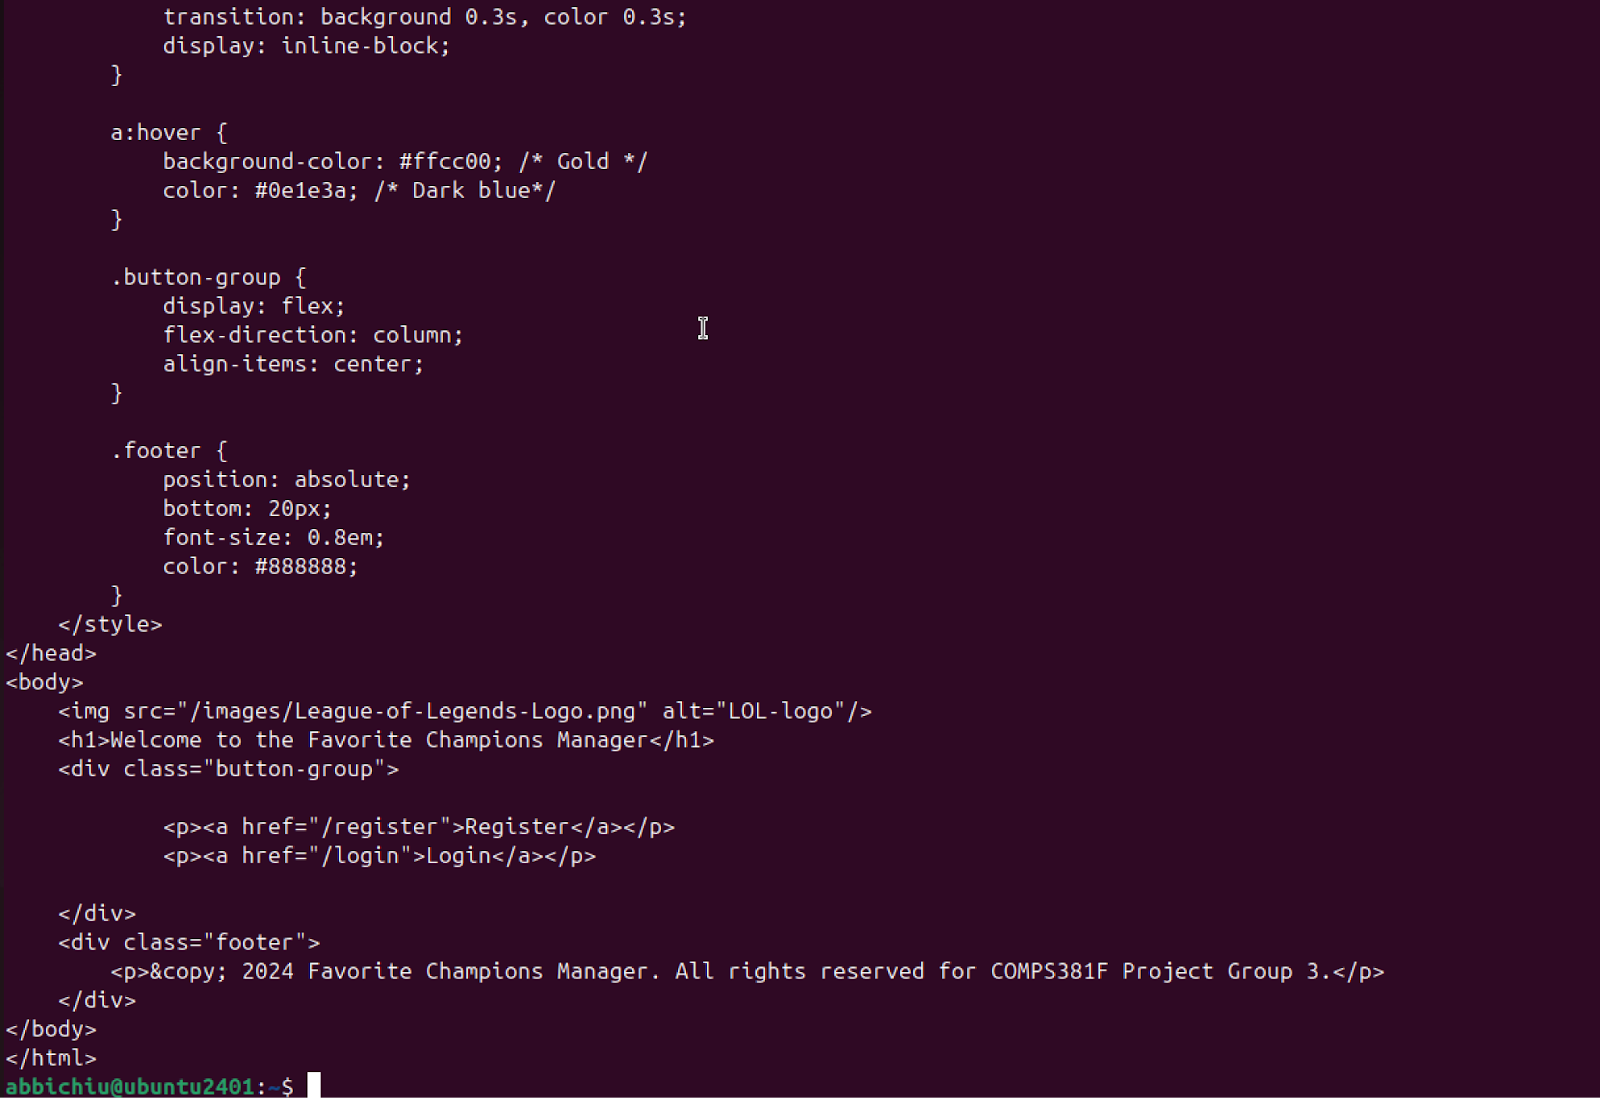 transition: background 0.3s, color 0.3s;
            display: inline-block;
        }
        a:hover {
            background-color: #ffcc00; /* Gold */
            color: #0e1e3a; /* Dark blue*/
        }
        .button-group {
            display: flex;
            flex-direction: column;
            align-items: center;
        }
        .footer {
            position: absolute;
            bottom: 20px;
            font-size: 0.8em;
            color: #888888;
        }
    </style>
</head>
<body>
    <img src="/images/League-of-Legends-Logo.png" alt="LOL-logo"/>
    <h1>Welcome to the Favorite Champions Manager</h1>
    <div class="button-group">
            <p><a href="/register">Register</a></p>
            <p><a href="/login">Login</a></p>
    </div>
    <div class="footer">
        <p>&copy; 2024 Favorite Champions Manager. All rights reserved for COMPS381F Project Group 3.</p>
    </div>
</body>
</html>
abbichiu@ubuntu2401:~$